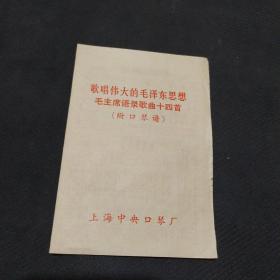 歌唱伟大的毛泽东思想
毛主席语录歌曲十四首
(附口琴谱)
上海中央口琴厂